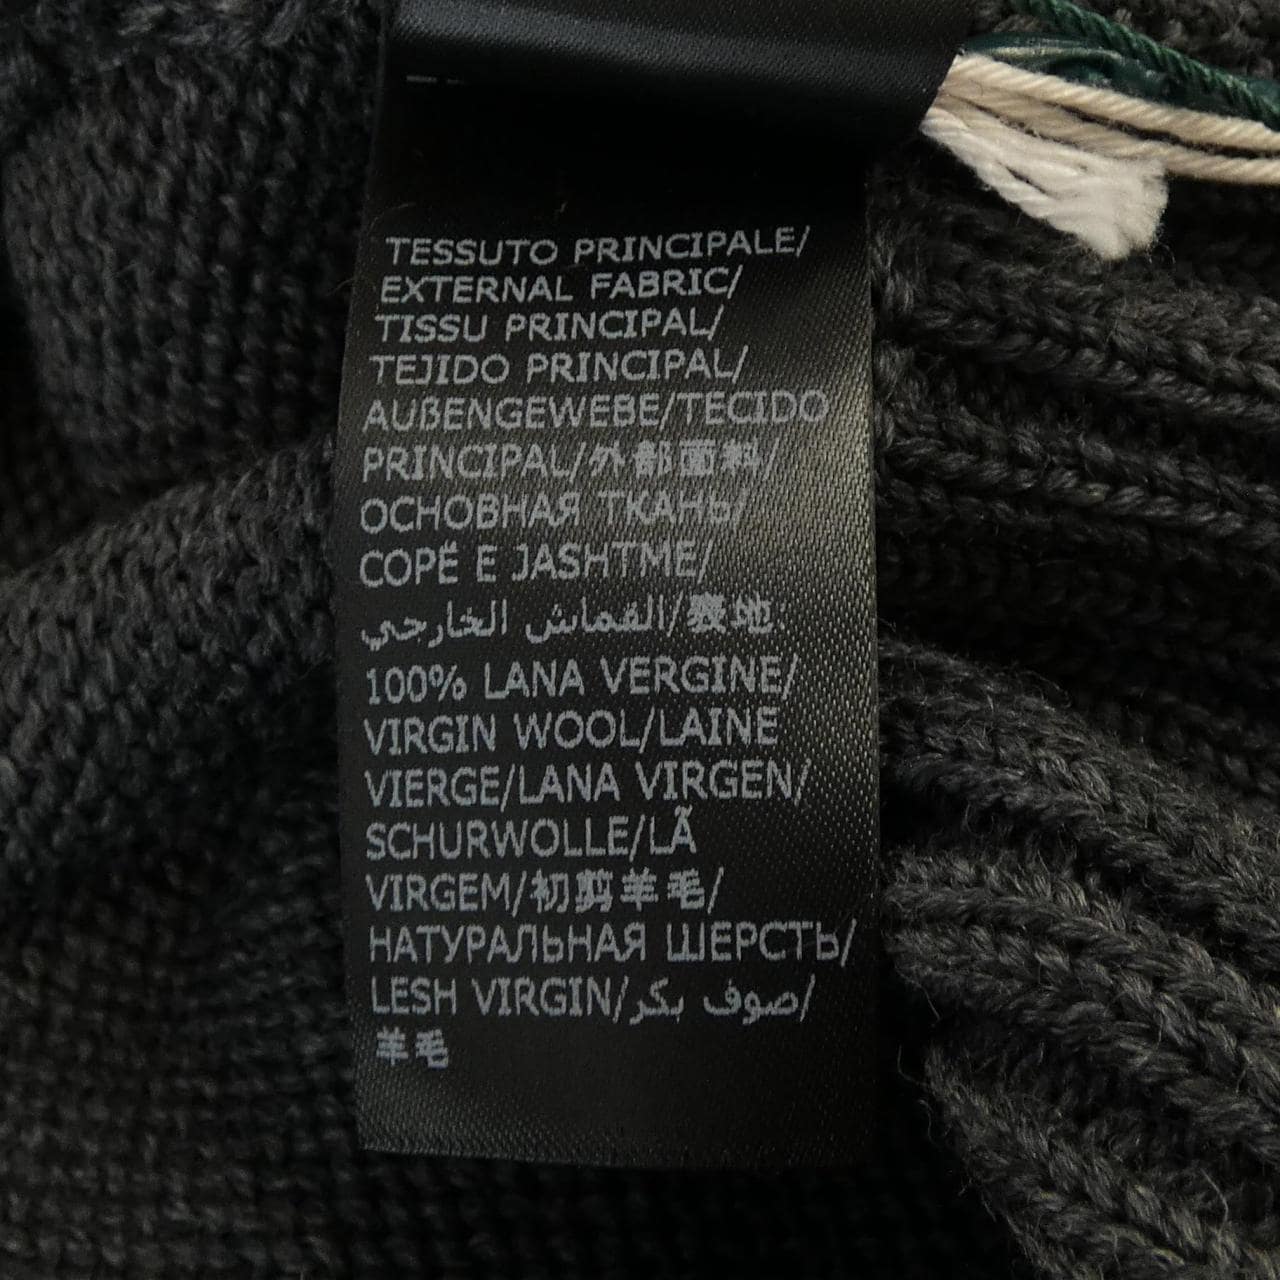 TESSUTO PRINCIPALE/
EXTERNAL FABRIC/
TISSU PRINCIPAL/
TEJIDO PRINCIPAL/
AUßENGEWEBE/TECIDO
PRINCIPAL/外部面料/
ОСНОВНАЯ ТКАНЬ/
COPË E JASHTME/
القماش الخارجي/表地:
100% LANA VERGINE/
VIRGIN WOOL/LAINE
VIERGE/LANA VIRGEN/
SCHURWOLLE/LÃ
VIRGEM/初剪羊毛/
НАТУРАЛЬНАЯ ШЕРСТЬ/
LESH VIRGIN/صوف بكر/
羊毛